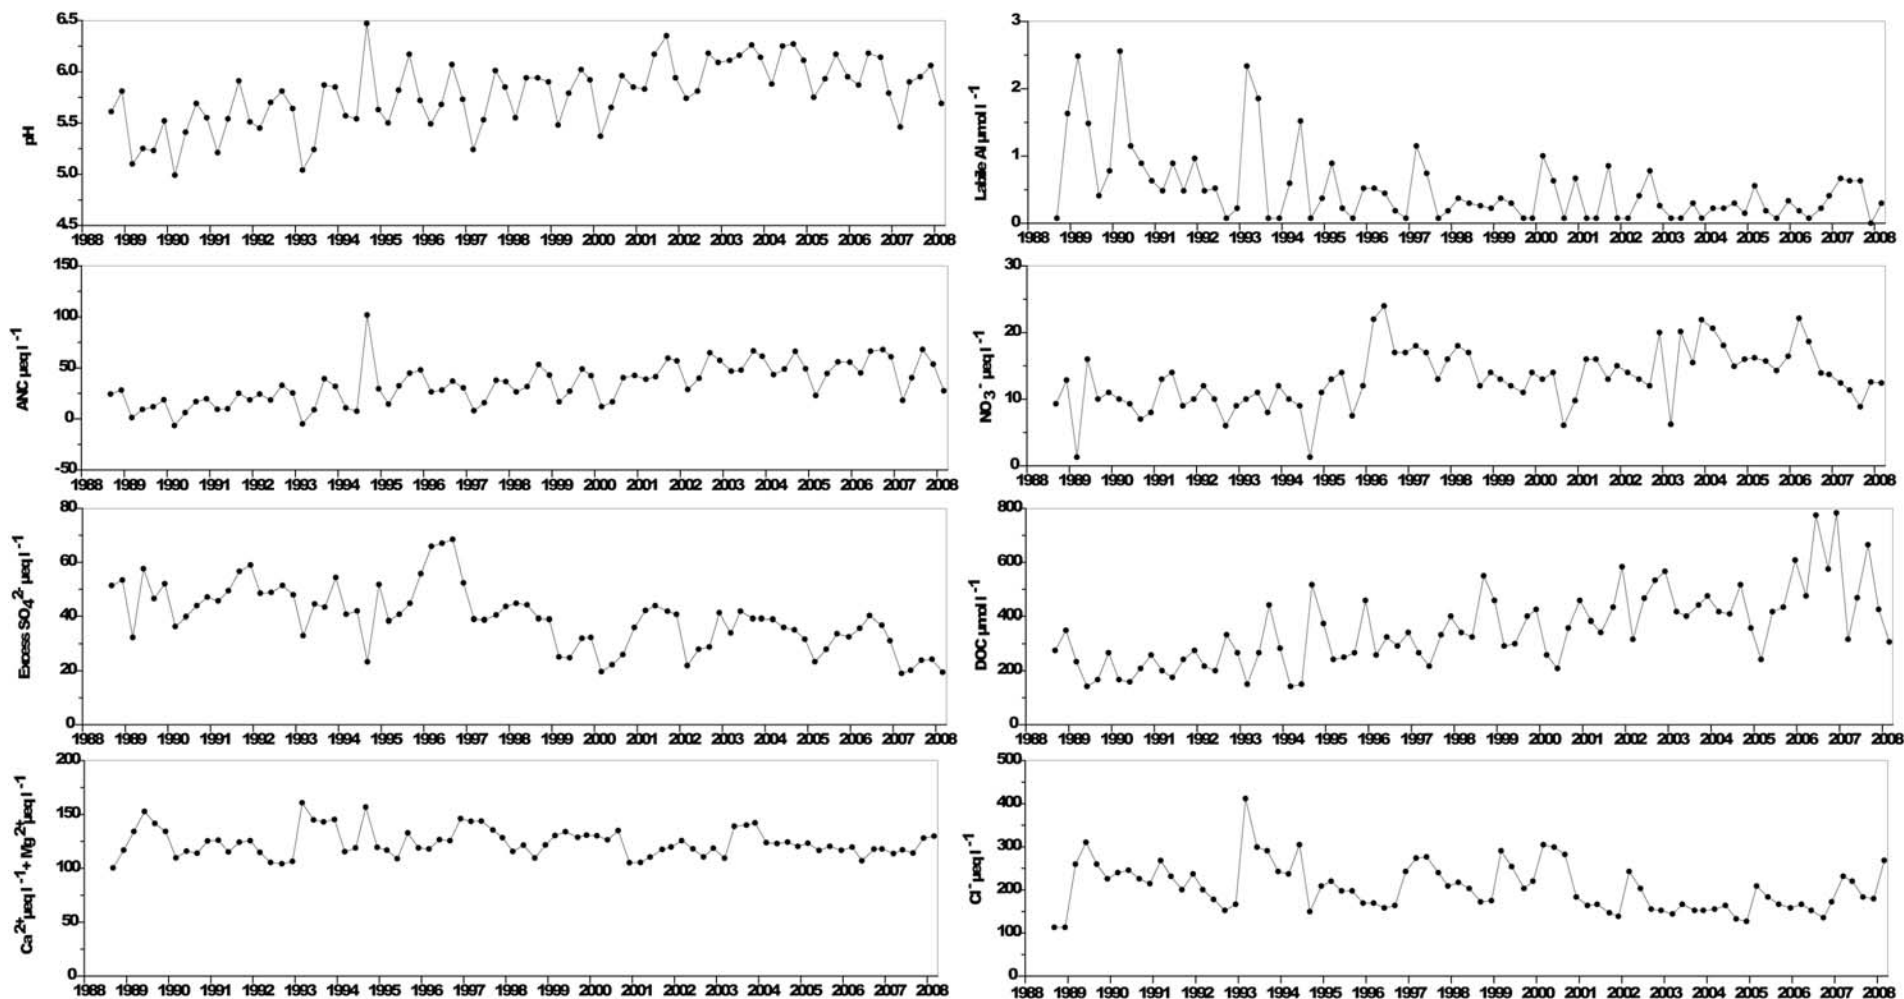 6.5
6.0
5.5
5.0
4.5
pH
1988 1989 1990 1991 1992 1993 1994 1995 1996 1997 1998 1999 2000 2001 2002 2003 2004 2005 2006 2007 2008
3
2
1
0
Labile Al µmol l⁻¹
1988 1989 1990 1991 1992 1993 1994 1995 1996 1997 1998 1999 2000 2001 2002 2003 2004 2005 2006 2007 2008
150
100
50
0
-50
ANC µeq l⁻¹
1988 1989 1990 1991 1992 1993 1994 1995 1996 1997 1998 1999 2000 2001 2002 2003 2004 2005 2006 2007 2008
30
20
10
0
NO₃⁻ µeq l⁻¹
1988 1989 1990 1991 1992 1993 1994 1995 1996 1997 1998 1999 2000 2001 2002 2003 2004 2005 2006 2007 2008
80
60
40
20
0
Excess SO₄²⁻ µeq l⁻¹
1988 1989 1990 1991 1992 1993 1994 1995 1996 1997 1998 1999 2000 2001 2002 2003 2004 2005 2006 2007 2008
800
600
400
200
0
DOC µmol l⁻¹
1988 1989 1990 1991 1992 1993 1994 1995 1996 1997 1998 1999 2000 2001 2002 2003 2004 2005 2006 2007 2008
200
150
100
50
0
Ca²⁺µeq l⁻¹+ Mg²⁺µeq l⁻¹
1988 1989 1990 1991 1992 1993 1994 1995 1996 1997 1998 1999 2000 2001 2002 2003 2004 2005 2006 2007 2008
500
400
300
200
100
0
Cl⁻ µeq l⁻¹
1988 1989 1990 1991 1992 1993 1994 1995 1996 1997 1998 1999 2000 2001 2002 2003 2004 2005 2006 2007 2008